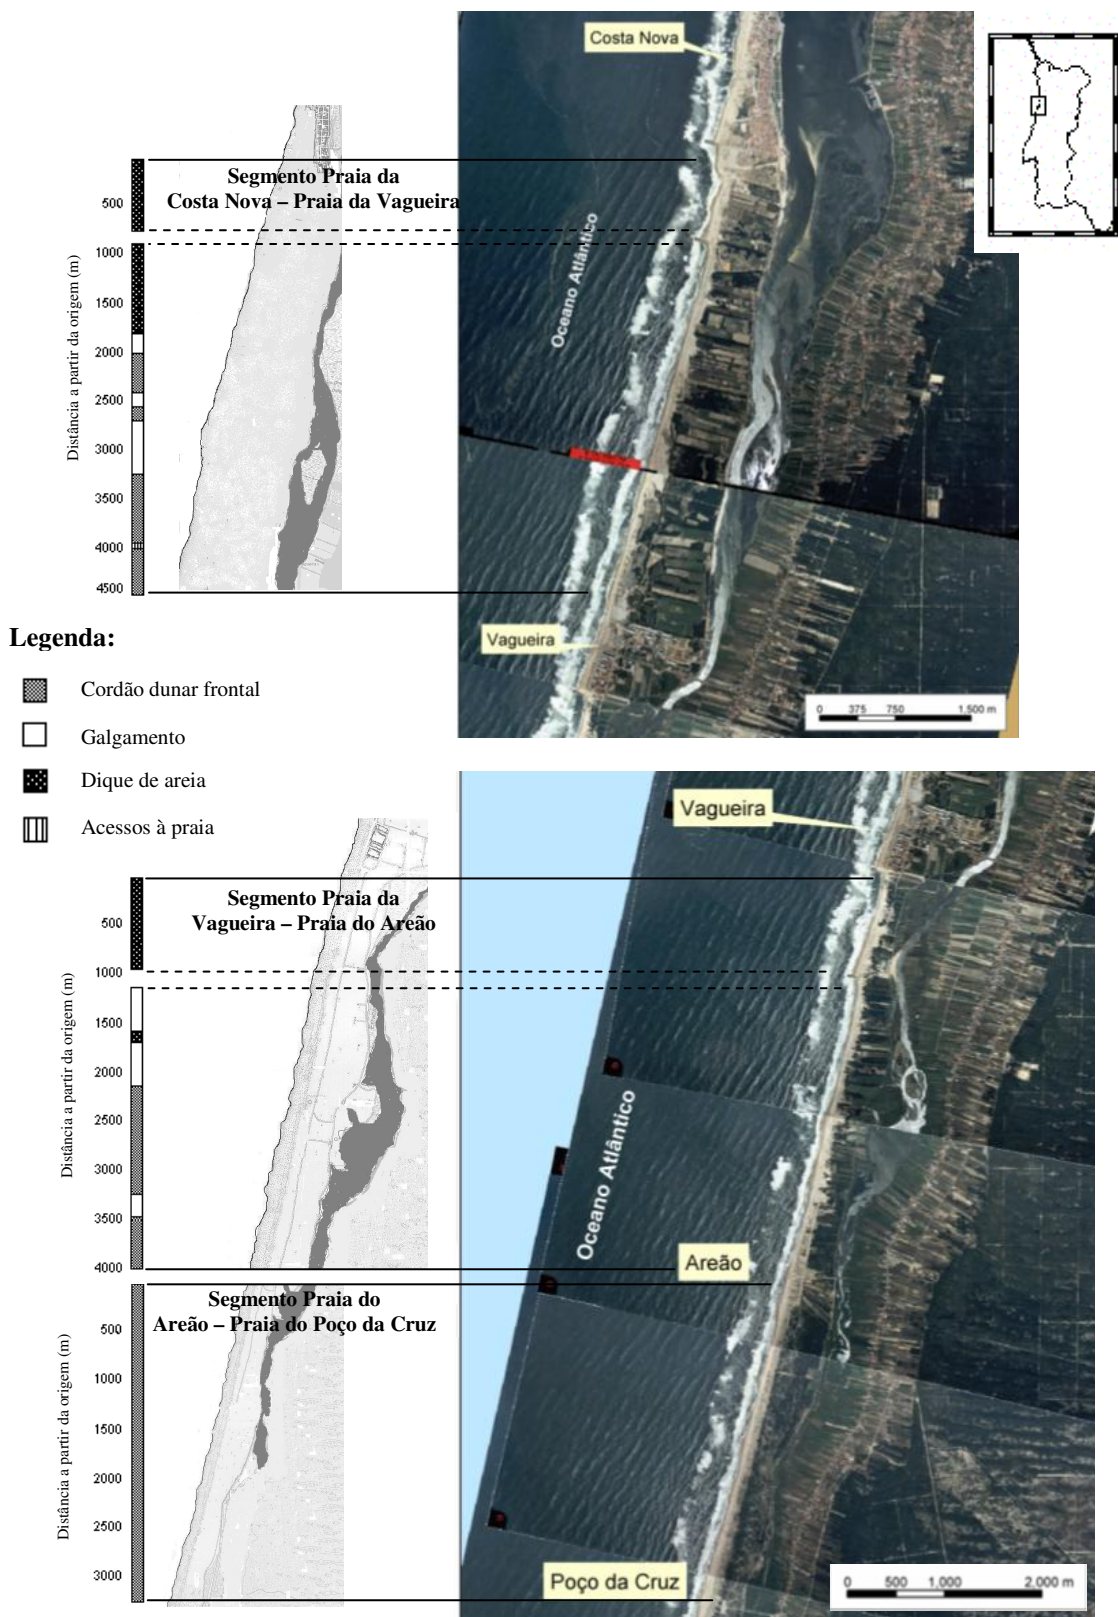 Costa Nova
Segmento Praia da
Costa Nova – Praia da Vagueira
Oceano Atlântico
Distância a partir da origem (m)
500
1000
1500
2000
2500
3000
3500
4000
4500
Vagueira
0 375 750 1,500 m
Legenda:
Cordão dunar frontal
Galgamento
Dique de areia
Acessos à praia
Vagueira
Segmento Praia da
Vagueira – Praia do Areão
Distância a partir da origem (m)
500
1000
1500
2000
2500
3000
3500
4000
Oceano Atlântico
Areão
Segmento Praia do
Areão – Praia do Poço da Cruz
Distância a partir da origem (m)
500
1000
1500
2000
2500
3000
Poço da Cruz
0 500 1,000 2,000 m